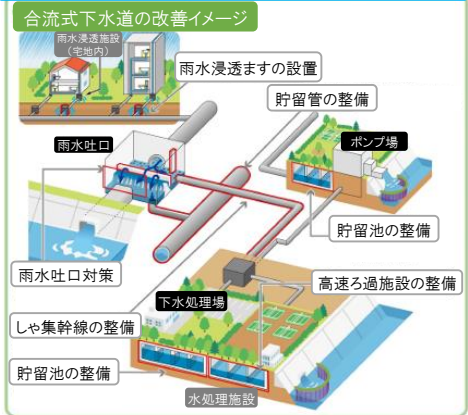 合流式下水道の改善イメージ
雨水浸透施設
（宅地内）
雨水浸透ますの設置
貯留管の整備
雨水吐口
ポンプ場
貯留池の整備
雨水吐口対策
高速ろ過施設の整備
下水処理場
しゃ集幹線の整備
貯留池の整備
水処理施設